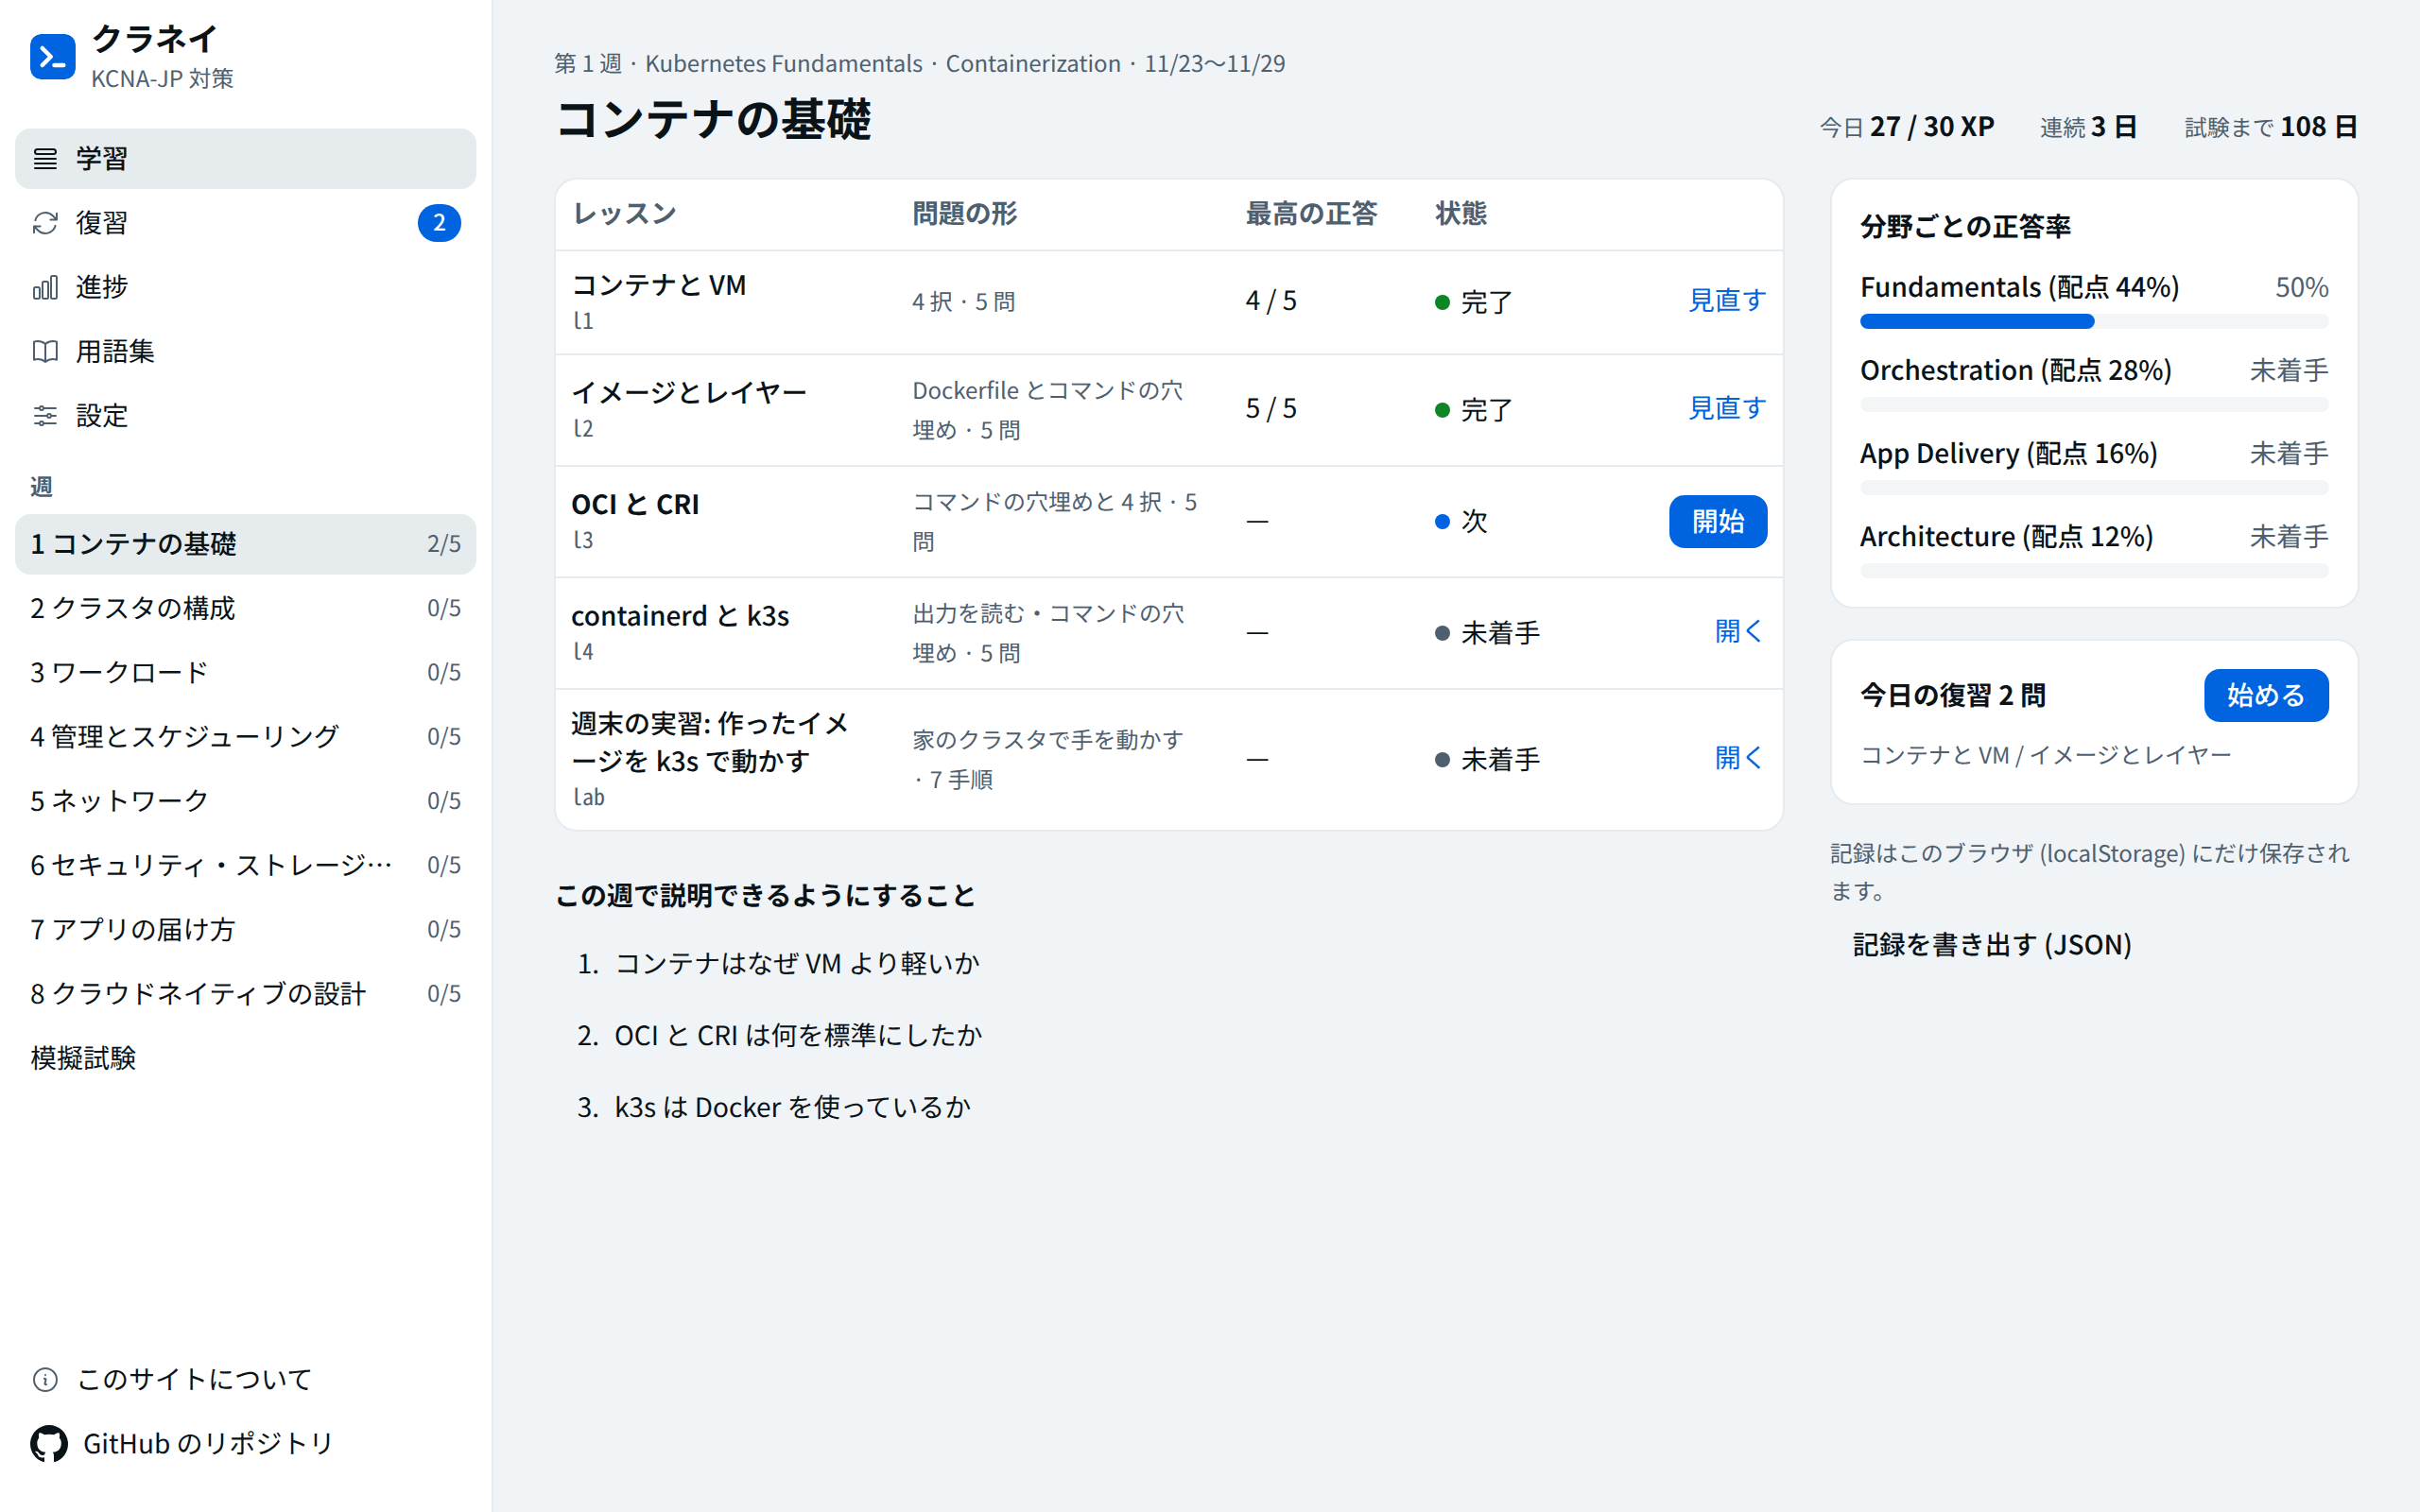 クラネイ
KCNA-JP 対策
学習
復習 2
進捗
用語集
設定
週
1 コンテナの基礎 2/5
2 クラスタの構成 0/5
3 ワークロード 0/5
4 管理とスケジューリング 0/5
5 ネットワーク 0/5
6 セキュリティ・ストレージ… 0/5
7 アプリの届け方 0/5
8 クラウドネイティブの設計 0/5
模擬試験
このサイトについて
GitHub のリポジトリ
第 1 週 · Kubernetes Fundamentals · Containerization · 11/23〜11/29
コンテナの基礎
今日 27 / 30 XP 連続 3 日 試験まで 108 日
レッスン 問題の形 最高の正答 状態
コンテナと VM
l1
4 択 · 5 問
4 / 5
完了
見直す
イメージとレイヤー
l2
Dockerfile とコマンドの穴
埋め · 5 問
5 / 5
完了
見直す
OCI と CRI
l3
コマンドの穴埋めと 4 択 · 5
問
—
次
開始
containerd と k3s
l4
出力を読む・コマンドの穴
埋め · 5 問
—
未着手
開く
週末の実習: 作ったイメ
ージを k3s で動かす
lab
家のクラスタで手を動かす
· 7 手順
—
未着手
開く
この週で説明できるようにすること
1. コンテナはなぜ VM より軽いか
2. OCI と CRI は何を標準にしたか
3. k3s は Docker を使っているか
分野ごとの正答率
Fundamentals (配点 44%) 50%
Orchestration (配点 28%) 未着手
App Delivery (配点 16%) 未着手
Architecture (配点 12%) 未着手
今日の復習 2 問
始める
コンテナと VM / イメージとレイヤー
記録はこのブラウザ (localStorage) にだけ保存され
ます。
記録を書き出す (JSON)